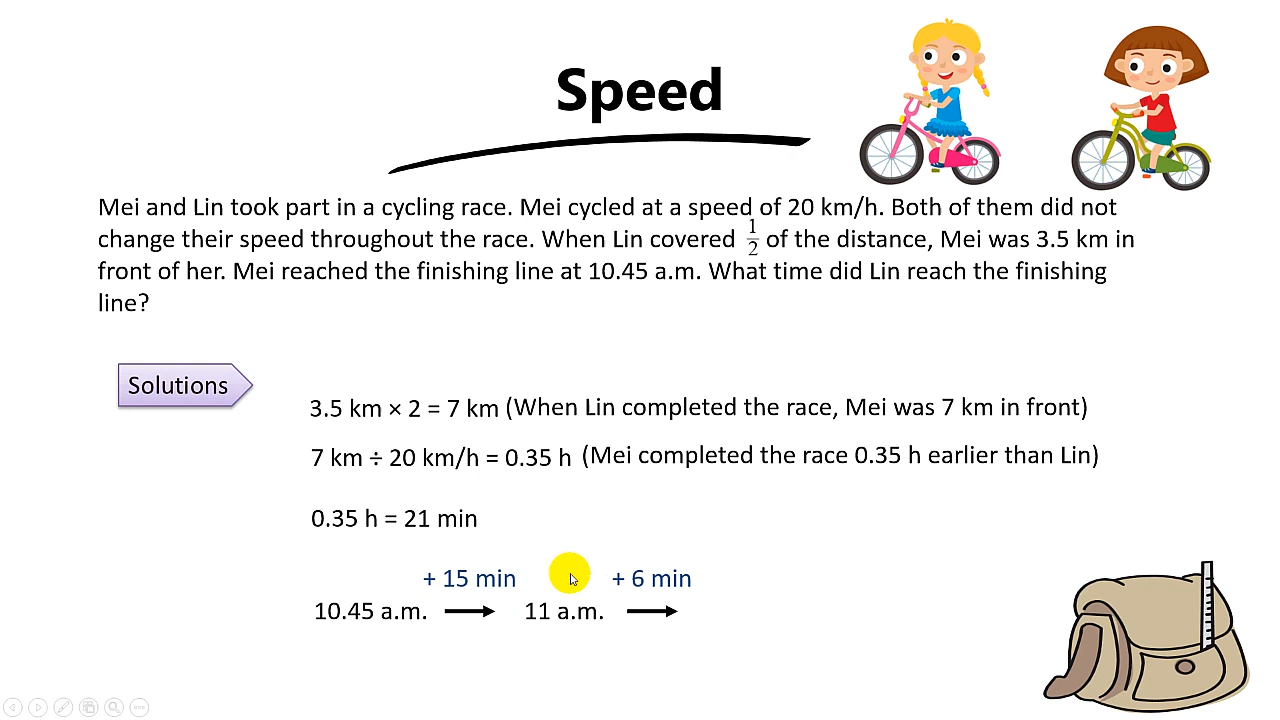 Speed
Mei and Lin took part in a cycling race. Mei cycled at a speed of 20 km/h. Both of them did not
change their speed throughout the race. When Lin covered 1/2 of the distance, Mei was 3.5 km in
front of her. Mei reached the finishing line at 10.45 a.m. What time did Lin reach the finishing
line?
Solutions
3.5 km × 2 = 7 km (When Lin completed the race, Mei was 7 km in front)
7 km ÷ 20 km/h = 0.35 h (Mei completed the race 0.35 h earlier than Lin)
0.35 h = 21 min
+ 15 min + 6 min
10.45 a.m. → 11 a.m. →